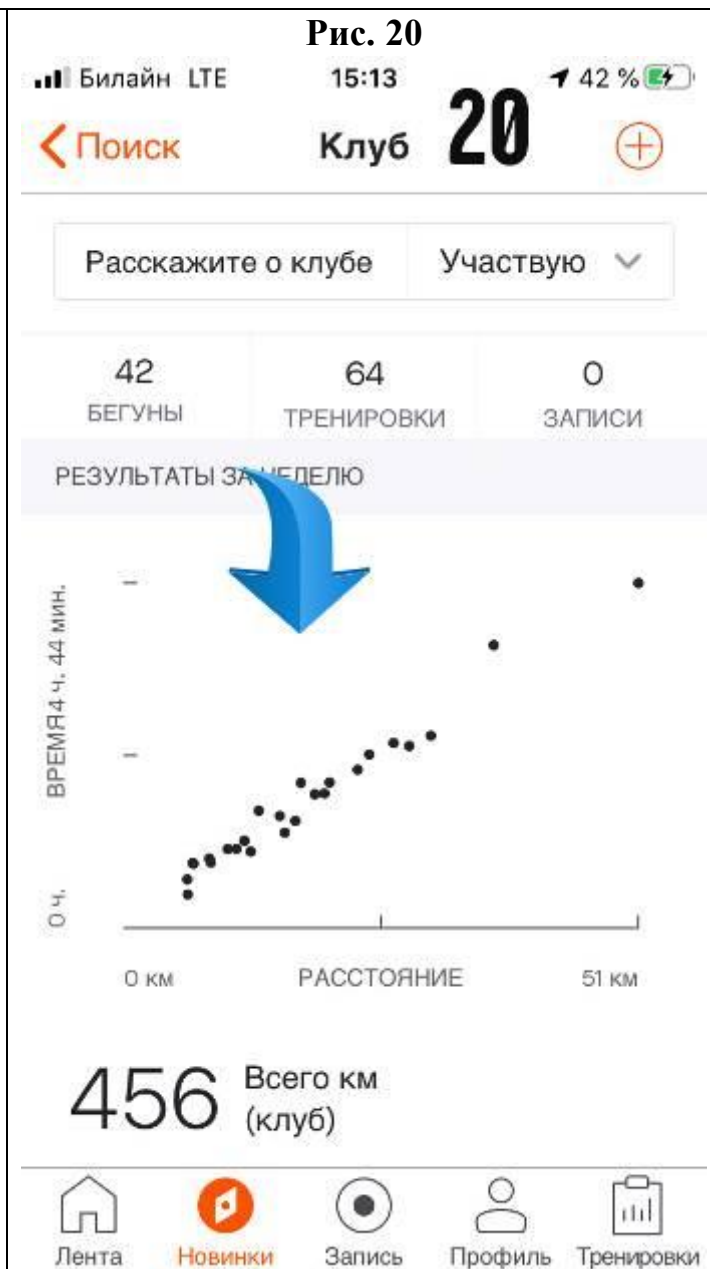 Рис. 20
Билайн LTE 15:13 42 %
Поиск Клуб 20
Расскажите о клубе Участвую
42 64 0
БЕГУНЫ ТРЕНИРОВКИ ЗАПИСИ
РЕЗУЛЬТАТЫ ЗА НЕДЕЛЮ
ВРЕМЯ4 ч. 44 мин.
0 ч.
0 км РАССТОЯНИЕ 51 км
456 Всего км
(клуб)
Лента Новинки Запись Профиль Тренировки